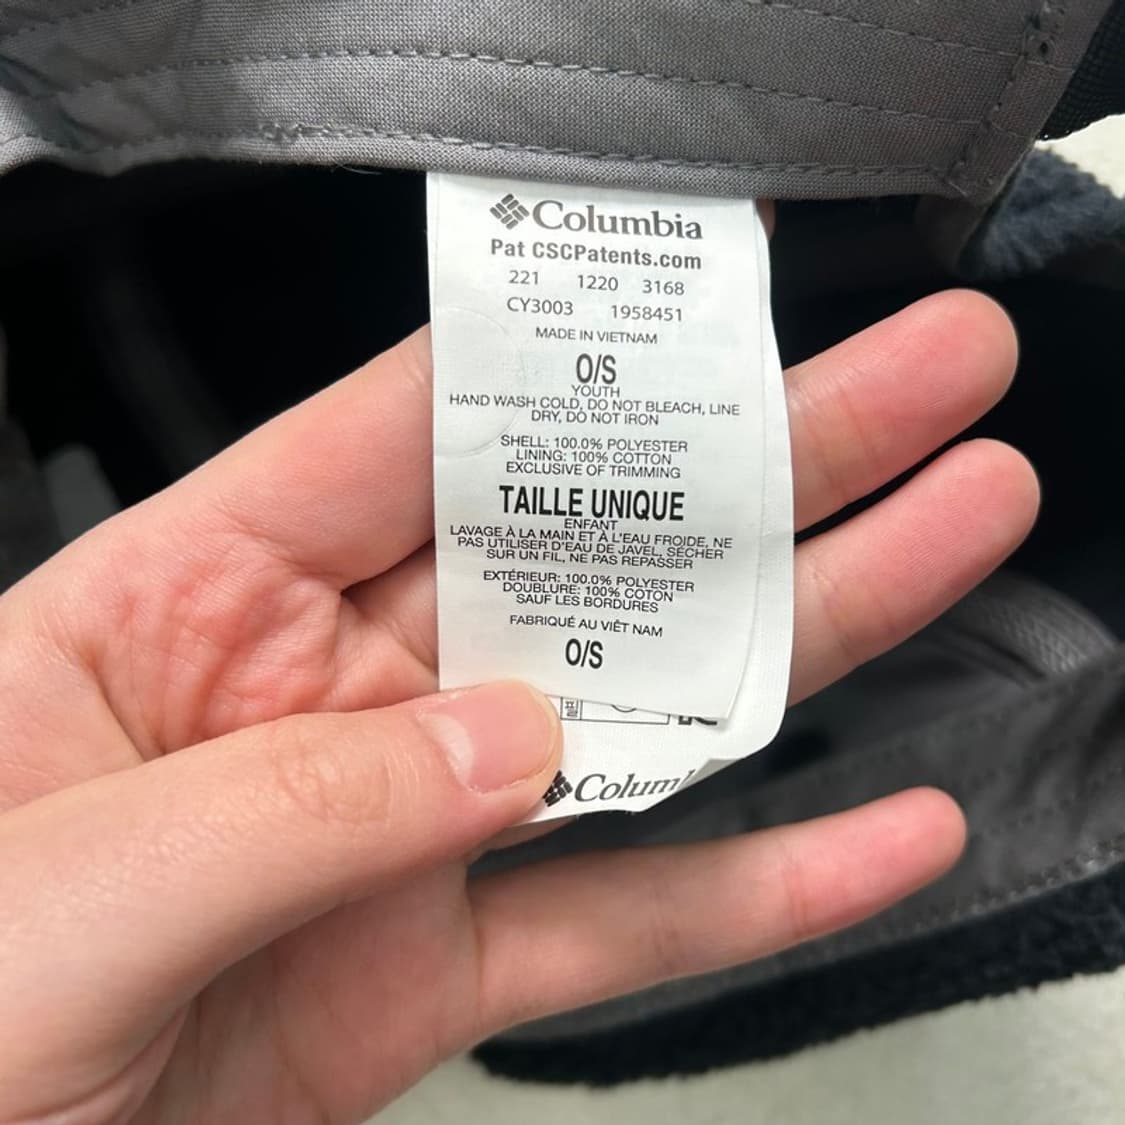 Columbia
Pat CSCPatents.com
221 1220 3168
CY3003 1958451
MADE IN VIETNAM
O/S
YOUTH
HAND WASH COLD, DO NOT BLEACH, LINE
DRY, DO NOT IRON
SHELL: 100.0% POLYESTER
LINING: 100% COTTON
EXCLUSIVE OF TRIMMING
TAILLE UNIQUE
ENFANT
LAVAGE À LA MAIN ET À L'EAU FROIDE, NE
PAS UTILISER D'EAU DE JAVEL, SÉCHER
SUR UN FIL, NE PAS REPASSER
EXTÉRIEUR: 100.0% POLYESTER
DOUBLURE: 100% COTON
SAUF LES BORDURES
FABRIQUÉ AU VIÊT NAM
O/S
필
Colum